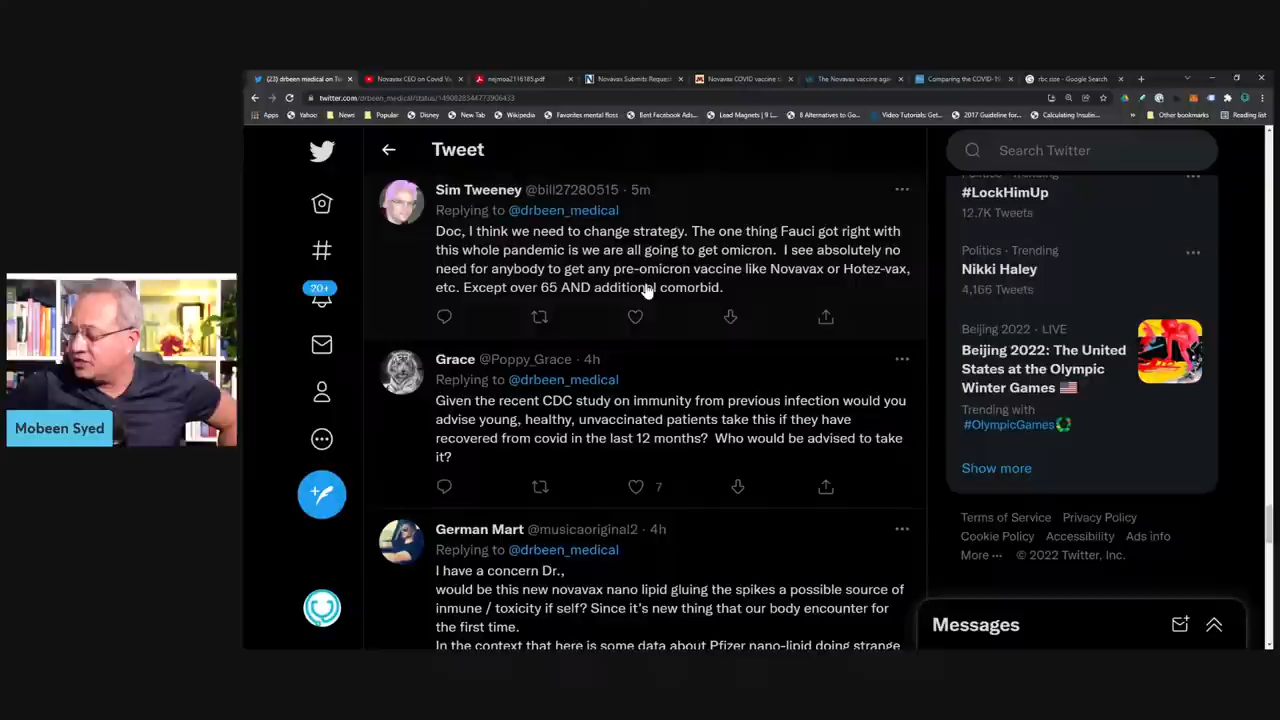 (23) drbeen medical on Tw
Novavax CEO on Covid Va
nejmoa2116185.pdf
Novavax Submits Request
Novavax COVID vaccine t
The Novavax vaccine aga
Comparing the COVID-19
rbc size - Google Search
twitter.com/drbeen_medical/status/1490828344773906433
Apps
Yahoo
News
Popular
Disney
New Tab
Wikipedia
Favorites mental floss
Best Facebook Ads...
Lead Magnets | 9 L...
8 Alternatives to Go...
Video Tutorials: Get...
2017 Guideline for...
Calculating Insulin...
Other bookmarks
Reading list
Tweet
Search Twitter
Sim Tweeney @bill27280515 · 5m
Replying to @drbeen_medical
Doc, I think we need to change strategy. The one thing Fauci got right with
this whole pandemic is we are all going to get omicron. I see absolutely no
need for anybody to get any pre-omicron vaccine like Novavax or Hotez-vax,
etc. Except over 65 AND additional comorbid.
Grace @Poppy_Grace · 4h
Replying to @drbeen_medical
Given the recent CDC study on immunity from previous infection would you
advise young, healthy, unvaccinated patients take this if they have
recovered from covid in the last 12 months? Who would be advised to take
it?
7
German Mart @musicaoriginal2 · 4h
Replying to @drbeen_medical
I have a concern Dr.,
would be this new novavax nano lipid gluing the spikes a possible source of
inmune / toxicity if self? Since it's new thing that our body encounter for
the first time.
In the context that here is some data about Pfizer nano-lipid doing strange
20+
Mobeen Syed
#LockHimUp
12.7K Tweets
Politics · Trending
Nikki Haley
4,166 Tweets
Beijing 2022 · LIVE
Beijing 2022: The United
States at the Olympic
Winter Games
Trending with
#OlympicGames
Show more
Terms of Service Privacy Policy
Cookie Policy Accessibility Ads info
More ··· © 2022 Twitter, Inc.
Messages